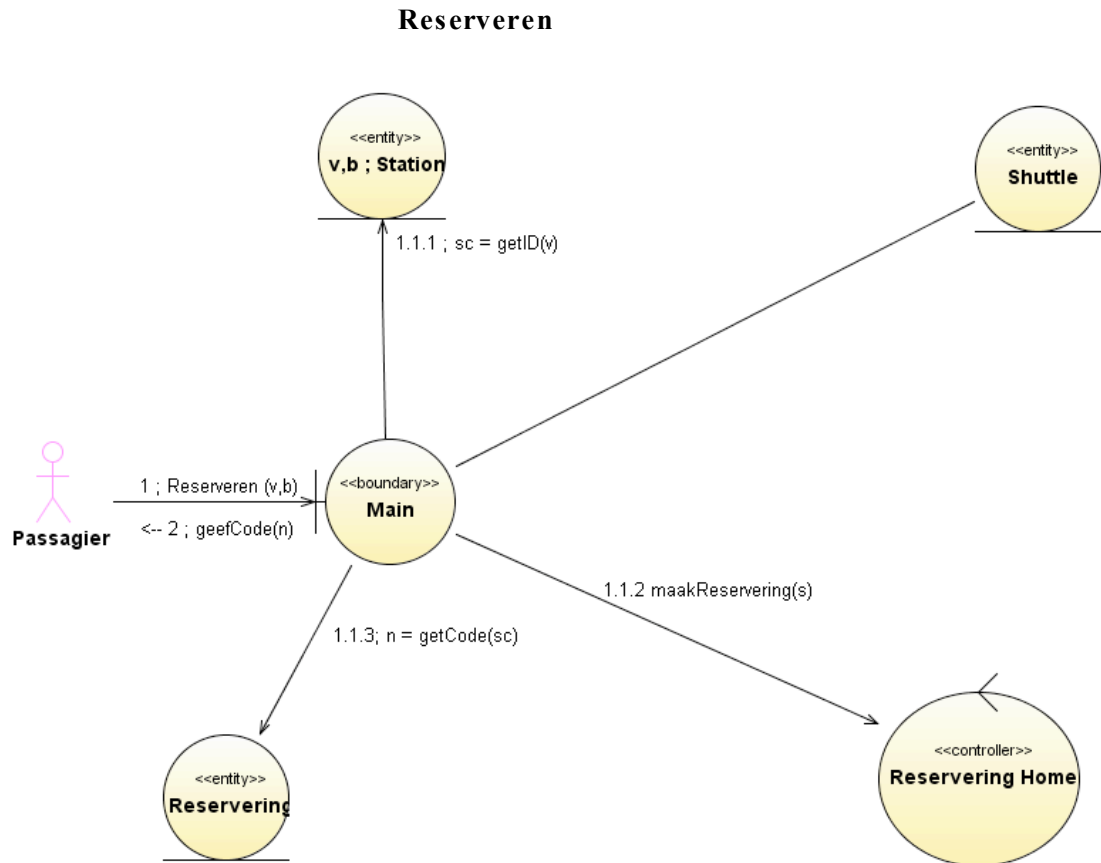 Reserveren
<<entity>>
v,b ; Station
<<entity>>
Shuttle
1.1.1 ; sc = getID(v)
1 ; Reserveren (v,b)
<-- 2 ; geefCode(n)
Passagier
<<boundary>>
Main
1.1.2 maakReservering(s)
1.1.3; n = getCode(sc)
<<entity>>
Reservering
<<controller>>
Reservering Home